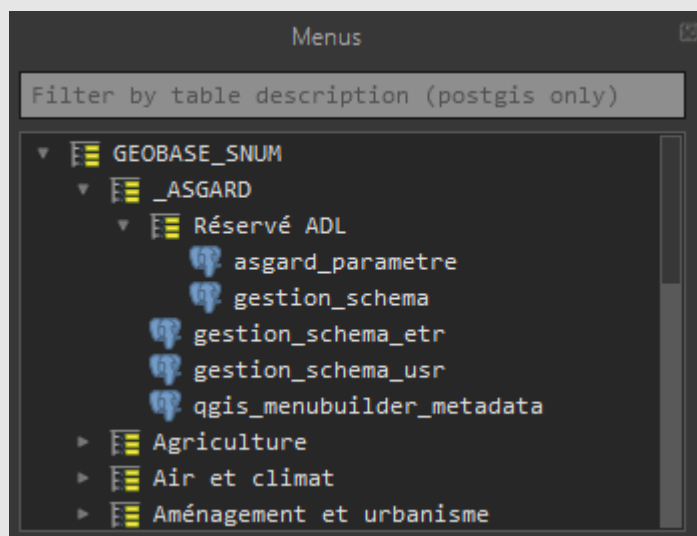 Menus
Filter by table description (postgis only)
GEOBASE_SNUM
_ASGARD
Réservé ADL
asgard_parametre
gestion_schema
gestion_schema_etr
gestion_schema_usr
qgis_menubuilder_metadata
Agriculture
Air et climat
Aménagement et urbanisme